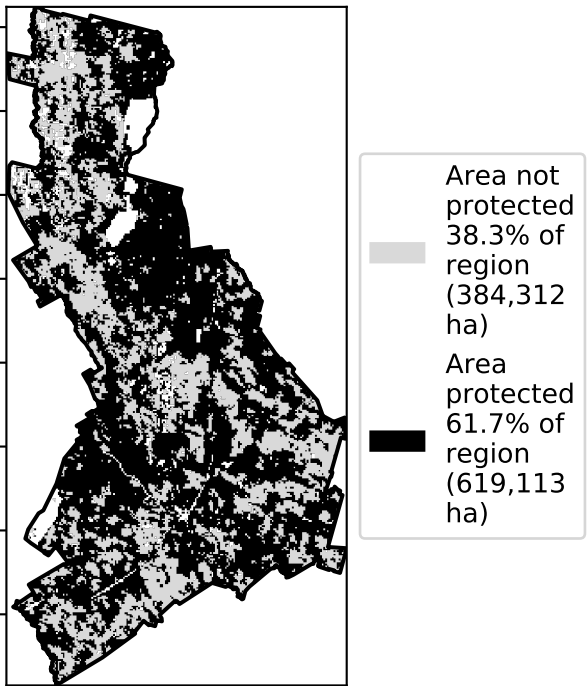 Area not
protected
38.3% of
region
(384,312
ha)
Area
protected
61.7% of
region
(619,113
ha)